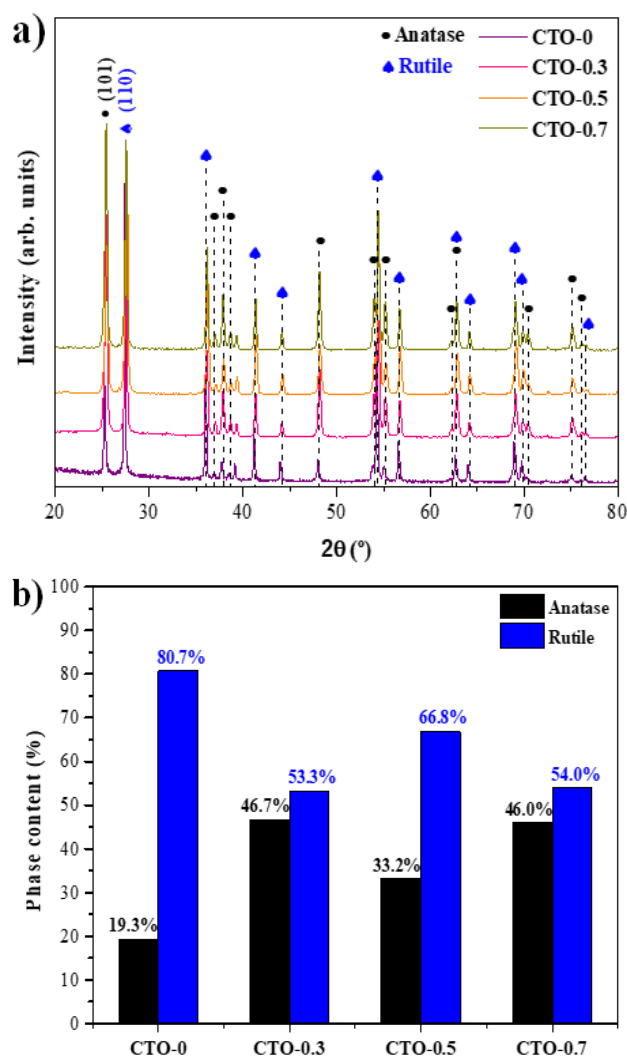 a)
Anatase
Rutile
CTO-0
CTO-0.3
CTO-0.5
CTO-0.7
(101)
(110)
Intensity (arb. units)
20 30 40 50 60 70 80
2θ (º)
b)
Anatase
Rutile
Phase content (%)
100
90
80
70
60
50
40
30
20
10
0
19.3%
80.7%
46.7%
53.3%
33.2%
66.8%
46.0%
54.0%
CTO-0 CTO-0.3 CTO-0.5 CTO-0.7